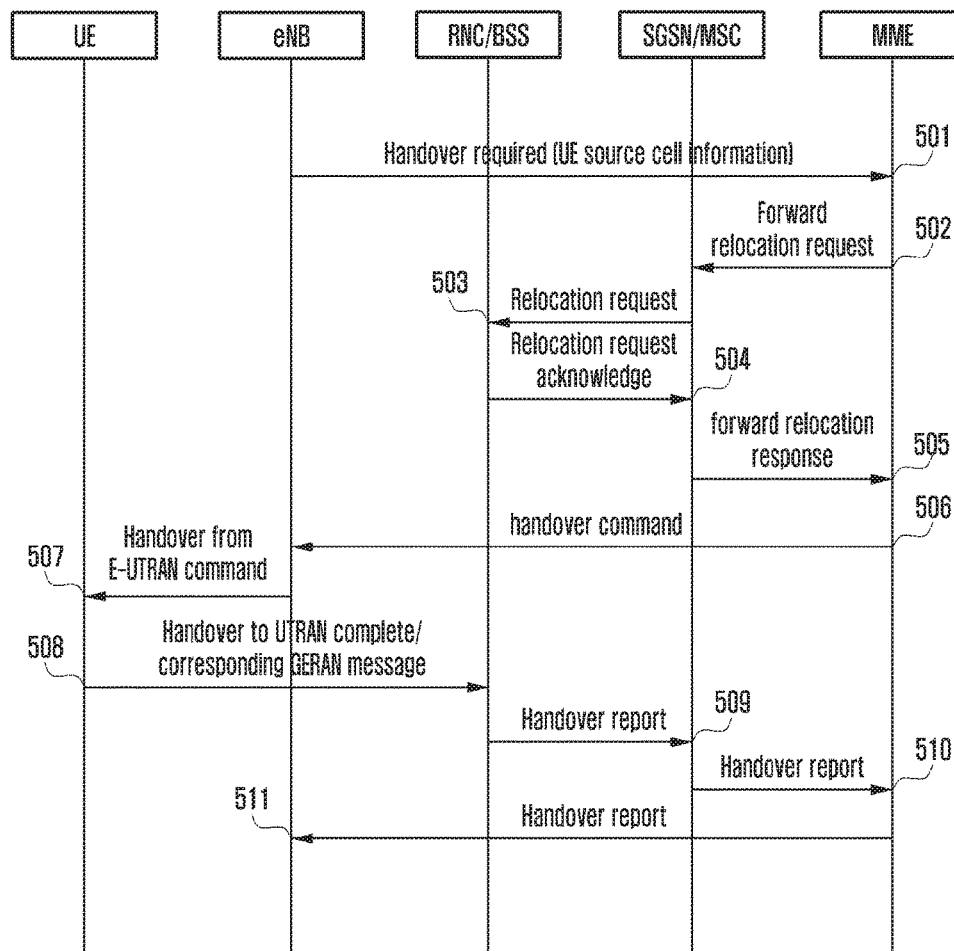 UE
eNB
RNC/BSS
SGSN/MSC
MME
Handover required (UE source cell information)
501
Forward
relocation request
502
503
Relocation request
Relocation request
acknowledge
504
forward relocation
response
505
handover command
506
507
Handover from
E-UTRAN command
508
Handover to UTRAN complete/
corresponding GERAN message
Handover report
509
Handover report
510
511
Handover report